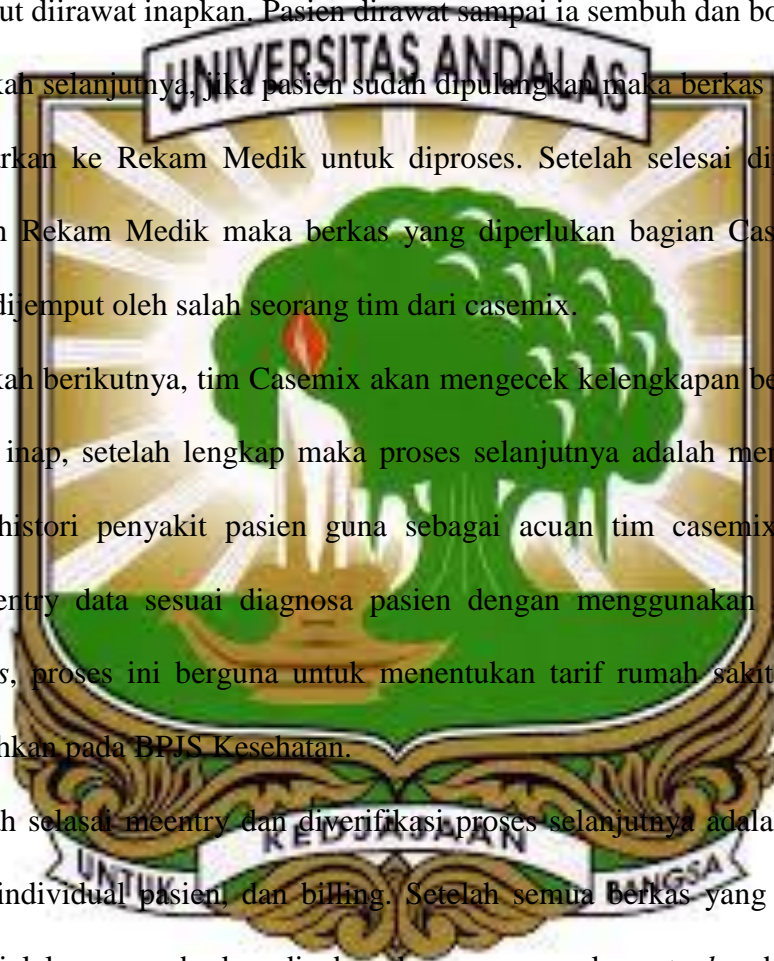 ut diirawat inapkan. Pasien dirawat sampai ia sembuh dan bo
UNIVERSITAS ANDALAS
kah selanjutnya, jika pasien sudah dipulangkan maka berkas
rkan ke Rekam Medik untuk diproses. Setelah selesai di
n Rekam Medik maka berkas yang diperlukan bagian Cas
dijemput oleh salah seorang tim dari casemix.
kah berikutnya, tim Casemix akan mengecek kelengkapan be
inap, setelah lengkap maka proses selanjutnya adalah mer
histori penyakit pasien guna sebagai acuan tim casemix
entry data sesuai diagnosa pasien dengan menggunakan
s, proses ini berguna untuk menentukan tarif rumah sakit
hkan pada BPJS Kesehatan.
h selasai meentry dan diverifikasi proses selanjutnya adala
UNTUK KEDJAJAAN BANGSA
individual pasien, dan billing. Setelah semua berkas yang